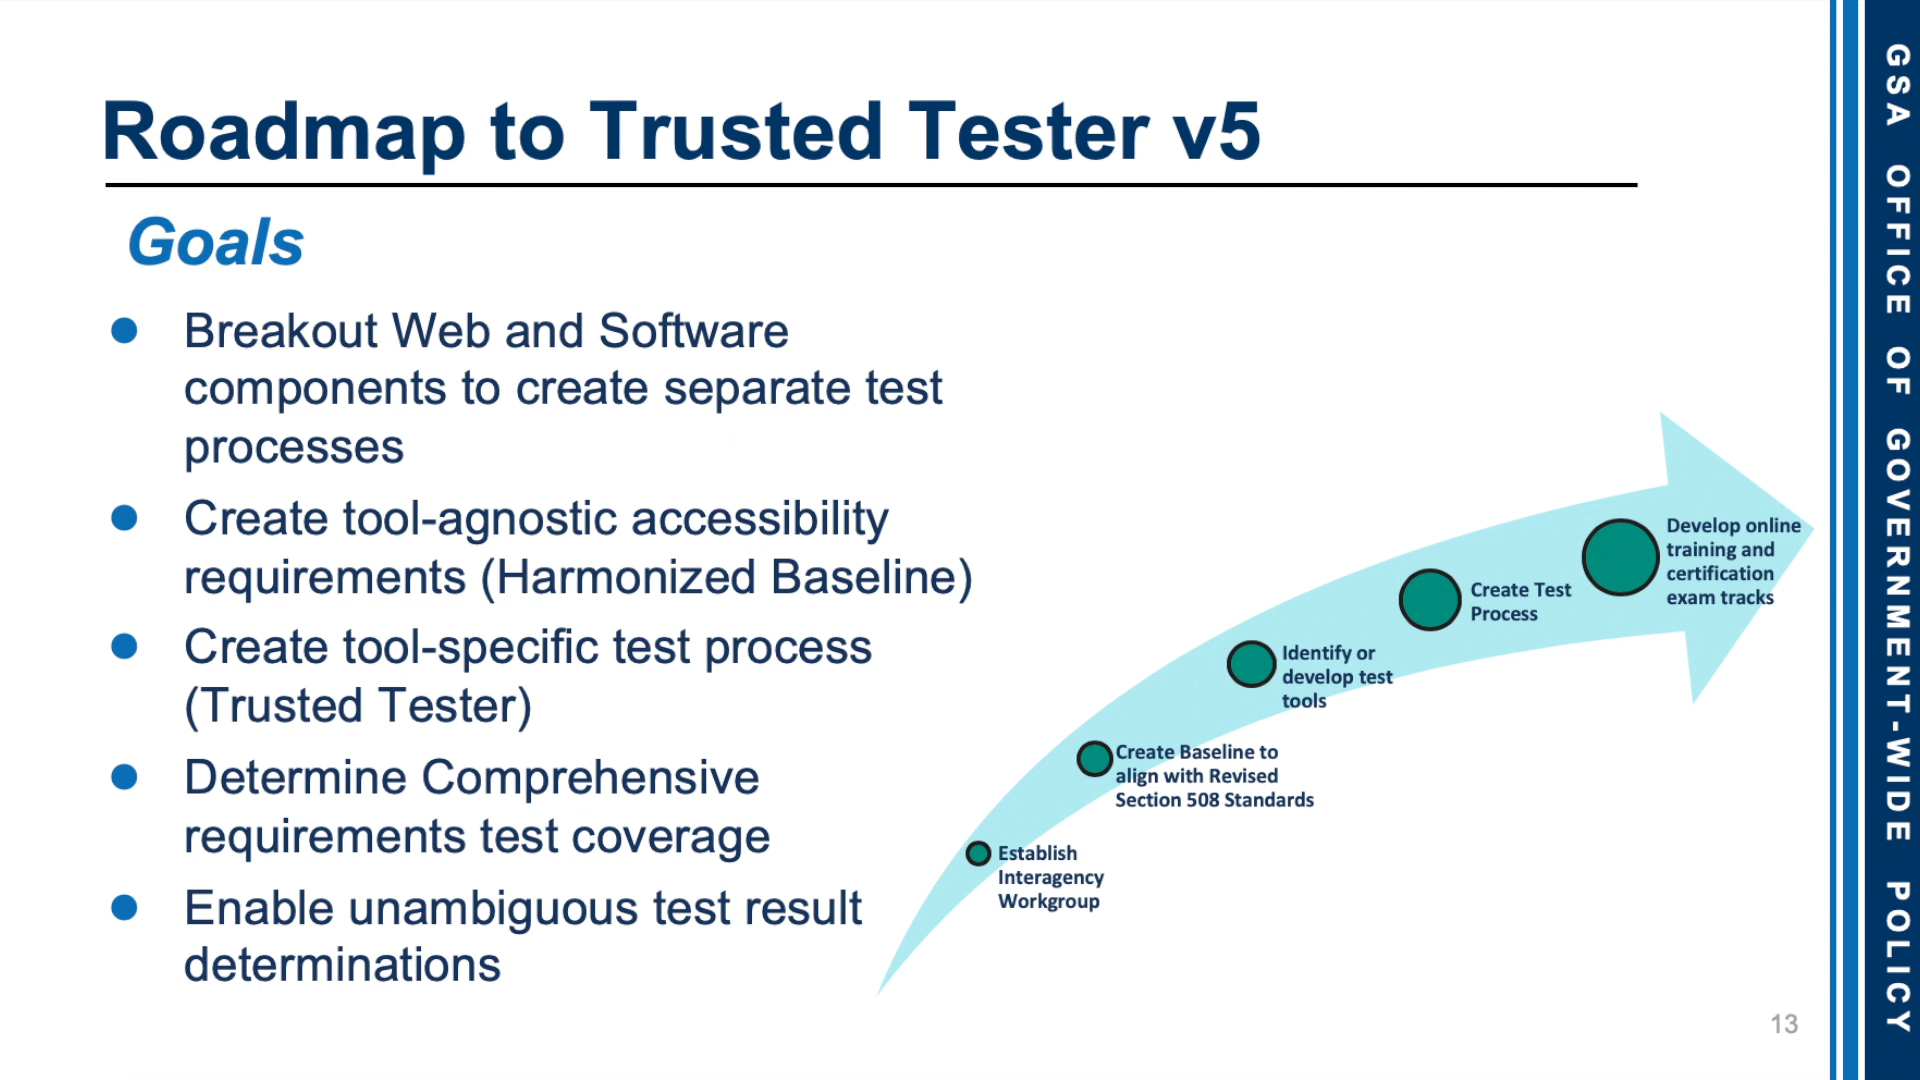 Roadmap to Trusted Tester v5
Goals
Breakout Web and Software
components to create separate test
processes
Create tool-agnostic accessibility
requirements (Harmonized Baseline)
Create tool-specific test process
(Trusted Tester)
Determine Comprehensive
requirements test coverage
Enable unambiguous test result
determinations
Establish
Interagency
Workgroup
Create Baseline to
align with Revised
Section 508 Standards
Identify or
develop test
tools
Create Test
Process
Develop online
training and
certification
exam tracks
GSA OFFICE OF GOVERNMENT-WIDE POLICY
13